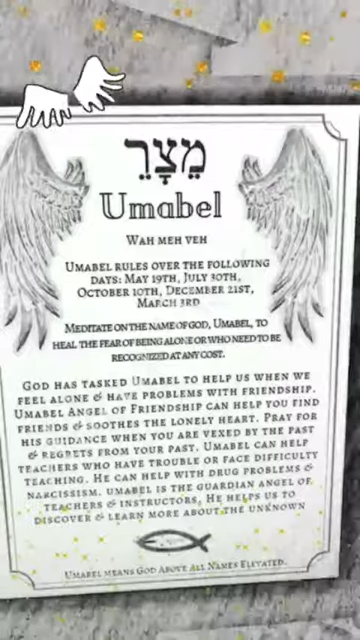 מֵצָרֵ
Umabel
Wah meh veh
Umabel rules over the following
days: May 19th, July 30th,
October 10th, December 21st,
March 3rd
Meditate on the name of God, Umabel, to
heal the fear of being alone or who need to be
recognized at any cost.
God has tasked Umabel to help us when we
feel alone & have problems with friendship.
Umabel Angel of Friendship can help you find
friends & soothes the lonely heart. Pray for
his guidance when you are vexed by the past
& regrets from your past. Umabel can help
teachers who have trouble or face difficulty
teaching. He can help with drug problems &
narcissism. Umabel is the guardian angel of
teachers & instructors, He helps us to
discover & learn more about the unknown
Umabel means God Above All Names Elevated.